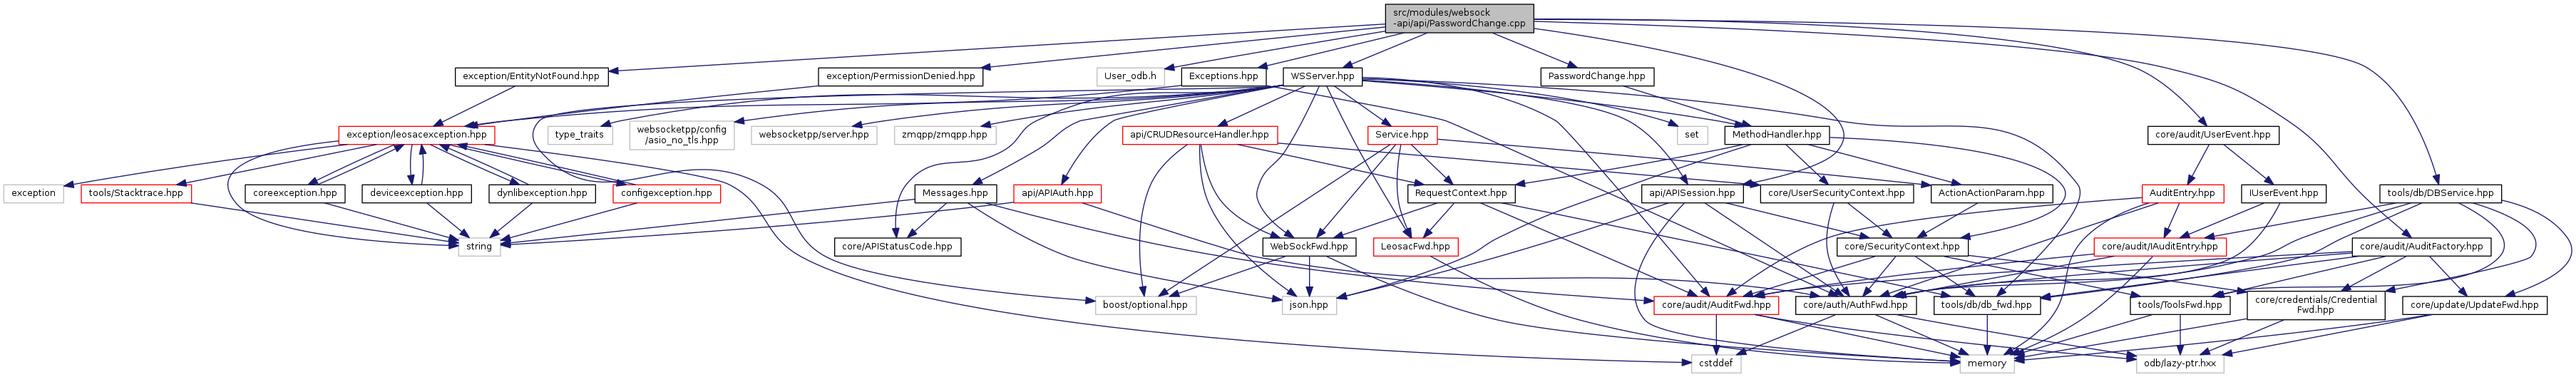 src/modules/websock
-api/api/PasswordChange.cpp
exception/EntityNotFound.hpp
exception/PermissionDenied.hpp
User_odb.h
Exceptions.hpp
WSServer.hpp
PasswordChange.hpp
core/audit/UserEvent.hpp
exception/leosacexception.hpp
type_traits
websocketpp/config
/asio_no_tls.hpp
websocketpp/server.hpp
zmqpp/zmqpp.hpp
api/CRUDResourceHandler.hpp
Service.hpp
set
MethodHandler.hpp
exception
tools/Stacktrace.hpp
coreexception.hpp
deviceexception.hpp
dynlibexception.hpp
configexception.hpp
Messages.hpp
api/APIAuth.hpp
RequestContext.hpp
api/APISession.hpp
core/UserSecurityContext.hpp
ActionActionParam.hpp
AuditEntry.hpp
IUserEvent.hpp
tools/db/DBService.hpp
string
core/APIStatusCode.hpp
WebSockFwd.hpp
LeosacFwd.hpp
core/SecurityContext.hpp
core/audit/IAuditEntry.hpp
core/audit/AuditFactory.hpp
boost/optional.hpp
json.hpp
core/audit/AuditFwd.hpp
core/auth/AuthFwd.hpp
tools/db/db_fwd.hpp
tools/ToolsFwd.hpp
core/credentials/Credential
Fwd.hpp
core/update/UpdateFwd.hpp
cstddef
memory
odb/lazy-ptr.hxx